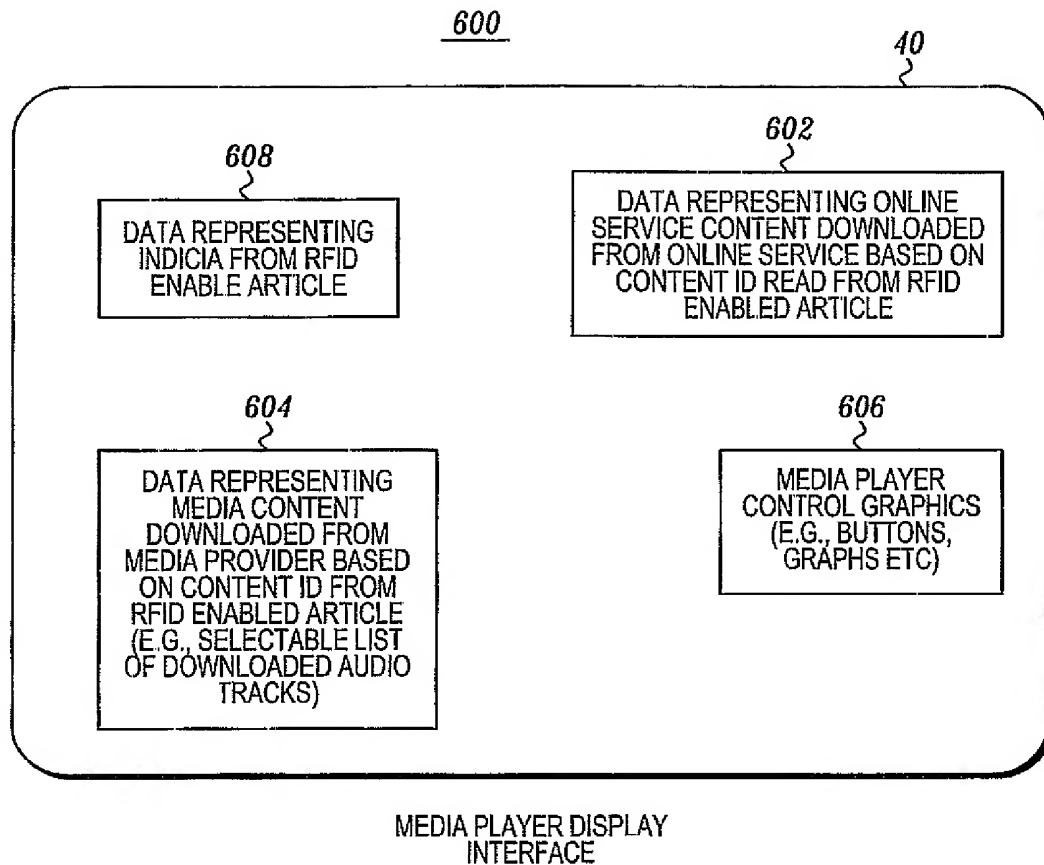 600
40
608
DATA REPRESENTING
INDICIA FROM RFID
ENABLE ARTICLE
602
DATA REPRESENTING ONLINE
SERVICE CONTENT DOWNLOADED
FROM ONLINE SERVICE BASED ON
CONTENT ID READ FROM RFID
ENABLED ARTICLE
604
DATA REPRESENTING
MEDIA CONTENT
DOWNLOADED FROM
MEDIA PROVIDER BASED
ON CONTENT ID FROM
RFID ENABLED ARTICLE
(E.G., SELECTABLE LIST
OF DOWNLOADED AUDIO
TRACKS)
606
MEDIA PLAYER
CONTROL GRAPHICS
(E.G., BUTTONS,
GRAPHS ETC)
MEDIA PLAYER DISPLAY
INTERFACE